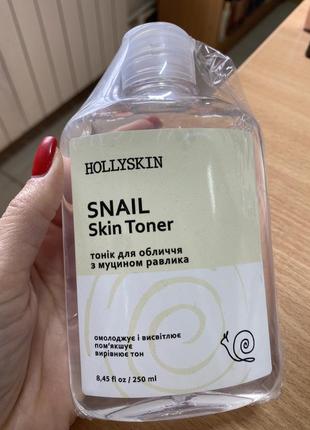 HOLLYSKIN
SNAIL
Skin Toner
тонік для обличчя
з муцином равлика
омолоджує і висвітлює
пом'якшує
вирівнює тон
8,45 fl oz / 250 ml